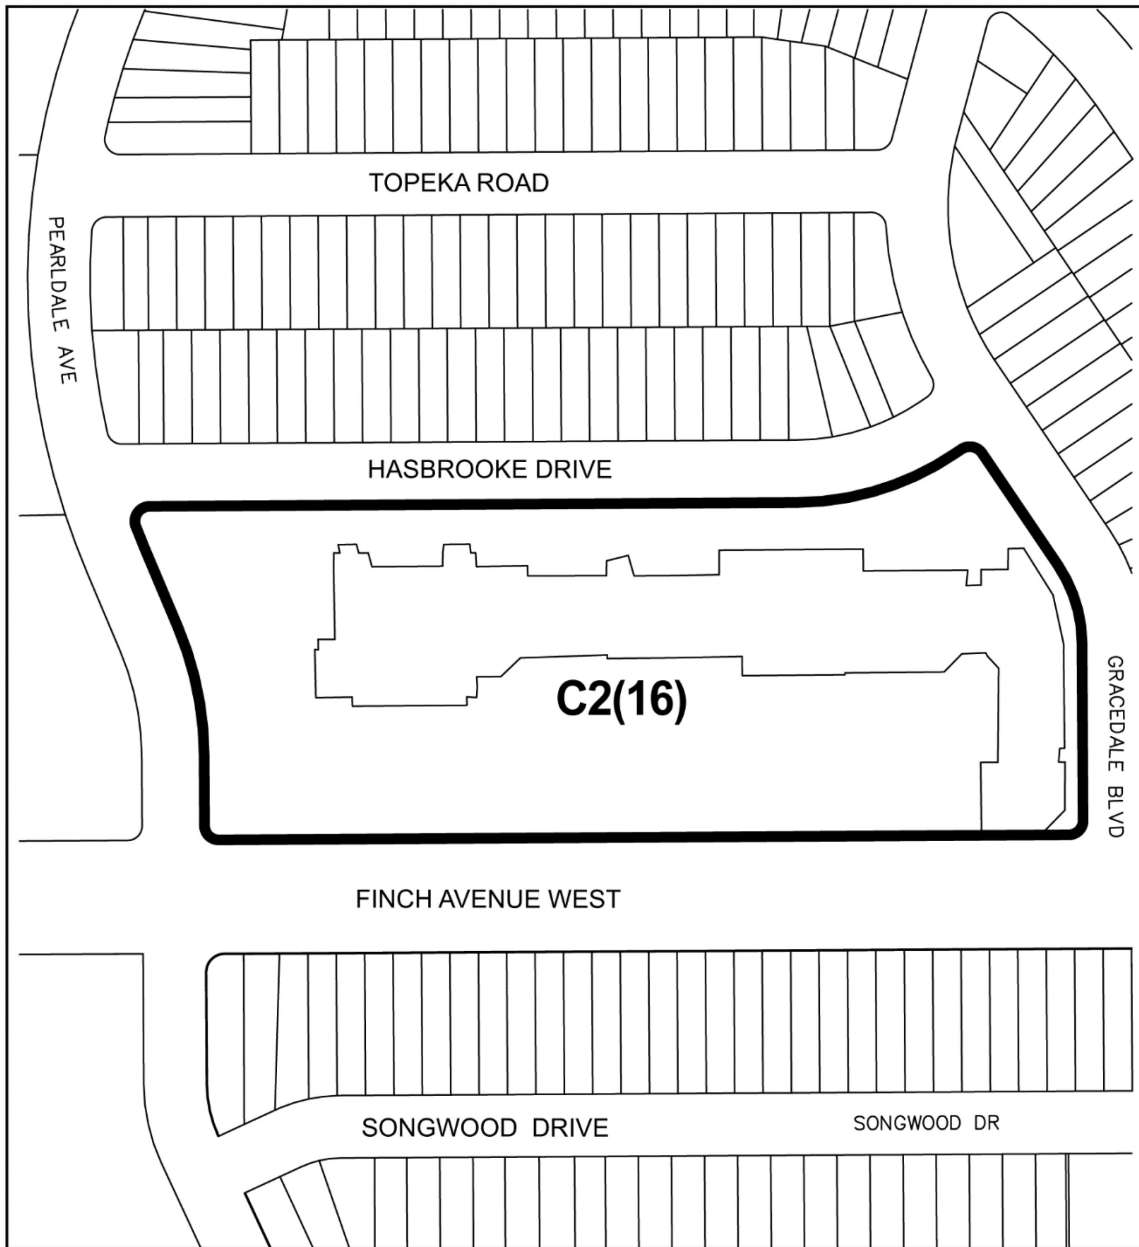 TOPEKA ROAD
PEARLDALE AVE
HASBROOKE DRIVE
C2(16)
GRACEDALE BLVD
FINCH AVENUE WEST
SONGWOOD DRIVE
SONGWOOD DR